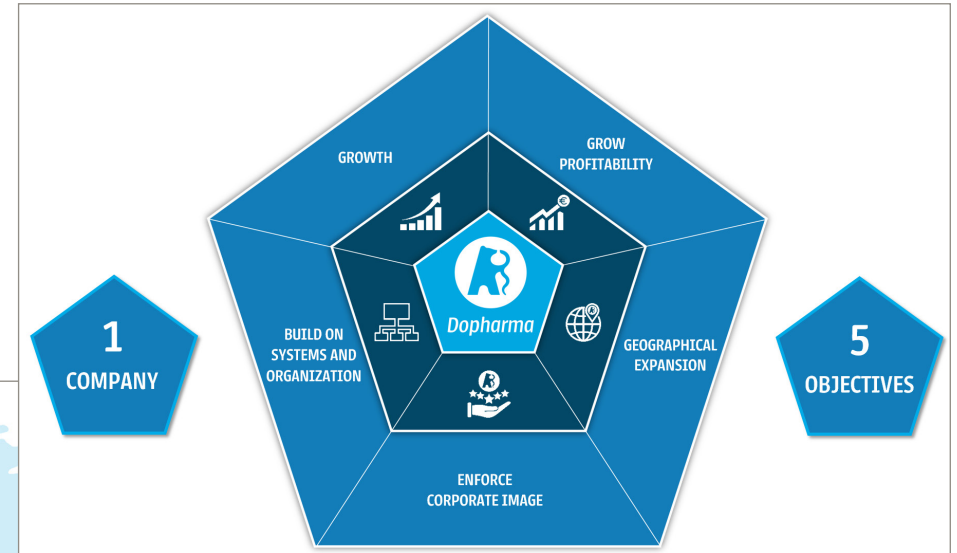 GROWTH
GROW
PROFITABILITY
€
Dopharma
1
COMPANY
BUILD ON
SYSTEMS AND
ORGANIZATION
GEOGRAPHICAL
EXPANSION
5
OBJECTIVES
ENFORCE
CORPORATE IMAGE